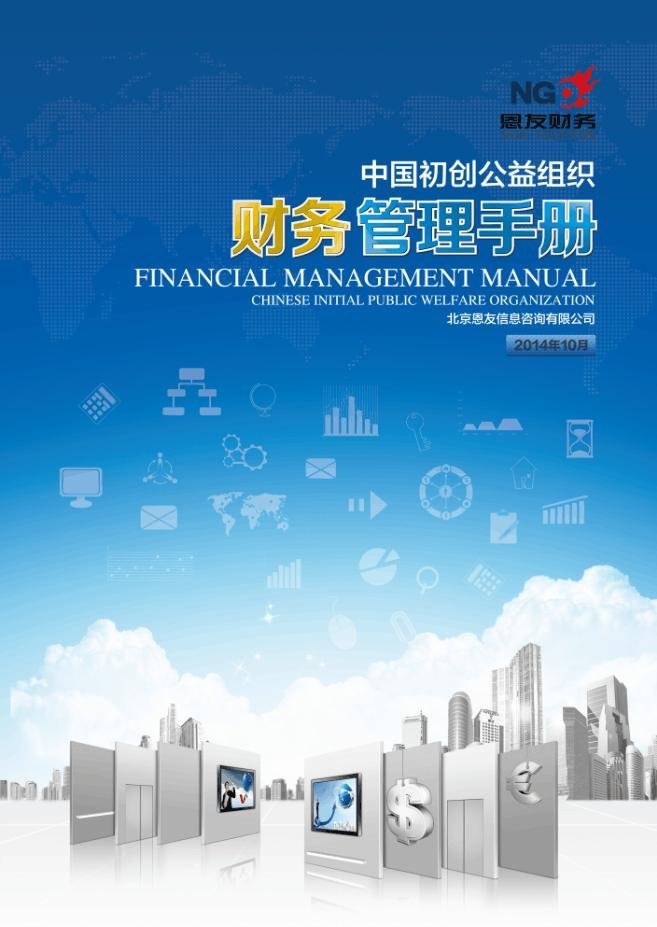 NGO
恩友财务
中国初创公益组织
财务管理手册
FINANCIAL MANAGEMENT MANUAL
CHINESE INITIAL PUBLIC WELFARE ORGANIZATION
北京恩友信息咨询有限公司
2014年10月